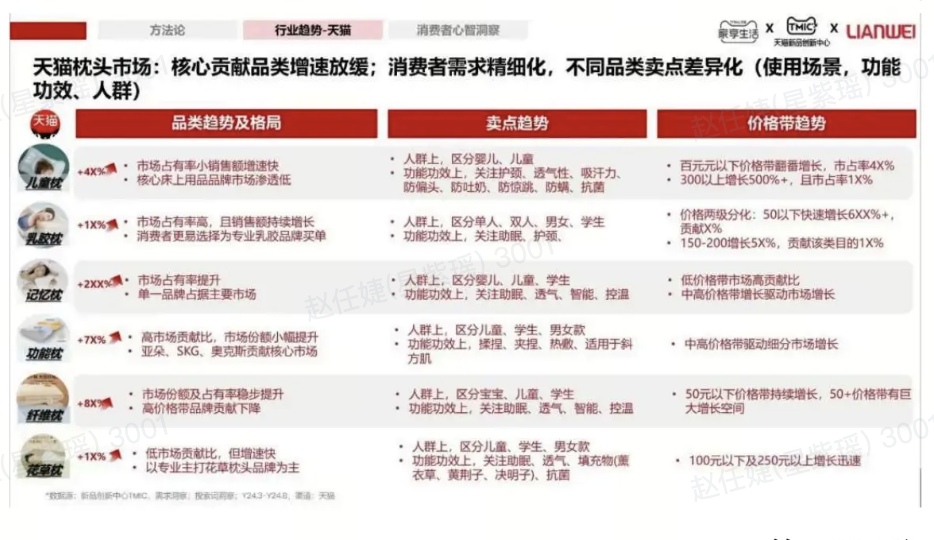 方法论
行业趋势-天猫
消费者心智洞察
家享生活 X TMIC X LIANWEI
天猫新品创新中心
天猫枕头市场：核心贡献品类增速放缓；消费者需求精细化，不同品类卖点差异化（使用场景，功能
功效、人群）
天猫
品类趋势及格局
卖点趋势
价格带趋势
儿童枕
+4X%
• 市场占有率小销售额增速快
• 核心床上用品品牌市场渗透低
• 人群上，区分婴儿、儿童
• 功能功效上，关注护颈、透气性、吸汗力、
防偏头、防吐奶、防惊跳、防螨、抗菌
• 百元元以下价格带翻番增长，市占率4X%
• 300以上增长500%+，且市占率1X%
乳胶枕
+1X%
• 市场占有率高，且销售额持续增长
• 消费者更易选择为专业乳胶品牌买单
• 人群上，区分单人、双人、男女、学生
• 功能功效上，关注助眠、护颈、
• 价格两级分化：50以下快速增长6XX%+，
贡献X%
• 150-200增长5X%，贡献该类目的1X%
记忆枕
+2XX%
• 市场占有率提升
• 单一品牌占据主要市场
• 人群上，区分婴儿、儿童、学生
• 功能功效上，关注助眠、透气、智能、控温
• 低价格带市场高贡献比
• 中高价格带增长驱动市场增长
功能枕
+7X%
• 高市场贡献比，市场份额小幅提升
• 亚朵、SKG、奥克斯贡献核心市场
• 人群上，区分儿童、学生、男女款
• 功能功效上，揉捏、夹捏、热敷、适用于斜
方肌
• 中高价格带驱动细分市场增长
纤维枕
+8X%
• 市场份额及占有率稳步提升
• 高价格带品牌贡献下降
• 人群上，区分宝宝、儿童、学生
• 功能功效上，关注助眠、透气、智能、控温
• 50元以下价格带持续增长，50+价格带有巨
大增长空间
花草枕
+1X%
• 低市场贡献比，但增速快
• 以专业主打花草枕头品牌为主
• 人群上，区分儿童、学生、男女款
• 功能功效上，关注助眠、透气、填充物(薰
衣草、黄荆子、决明子)、抗菌
• 100元以下及250元以上增长迅速
*数据源：新品创新中心TMIC，需求洞察；搜索词洞察；Y24.3-Y24.8，渠道：天猫
赵任婕(星紫瑶) 3001